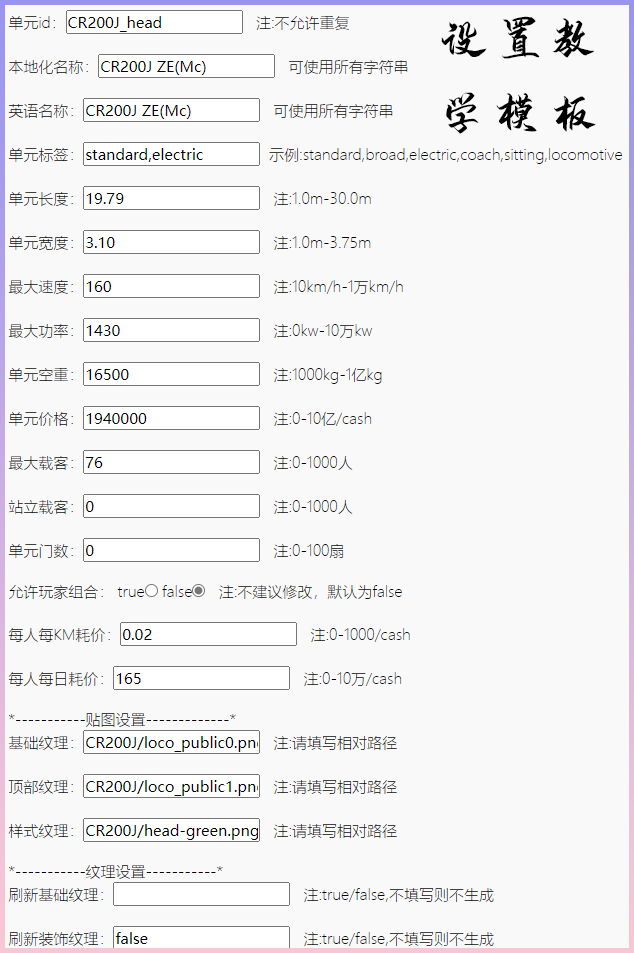 单元id：CR200J_head 注:不允许重复
设置教
本地化名称：CR200J ZE(Mc) 可使用所有字符串
英语名称：CR200J ZE(Mc) 可使用所有字符串
学模板
单元标签：standard,electric 示例:standard,broad,electric,coach,sitting,locomotive
单元长度：19.79 注:1.0m-30.0m
单元宽度：3.10 注:1.0m-3.75m
最大速度：160 注:10km/h-1万km/h
最大功率：1430 注:0kw-10万kw
单元空重：16500 注:1000kg-1亿kg
单元价格：1940000 注:0-10亿/cash
最大载客：76 注:0-1000人
站立载客：0 注:0-1000人
单元门数：0 注:0-100扇
允许玩家组合： true false 注:不建议修改，默认为false
每人每KM耗价：0.02 注:0-1000/cash
每人每日耗价：165 注:0-10万/cash
*-----------贴图设置-------------*
基础纹理：CR200J/loco_public0.pn 注:请填写相对路径
顶部纹理：CR200J/loco_public1.pn 注:请填写相对路径
样式纹理：CR200J/head-green.png 注:请填写相对路径
*-----------纹理设置-----------*
刷新基础纹理： 注:true/false,不填写则不生成
刷新装饰纹理：false 注:true/false,不填写则不生成